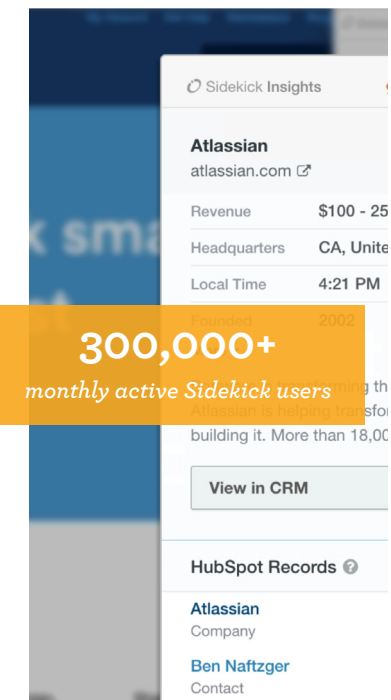 Sidekick Insights
Atlassian
atlassian.com
Revenue $100 - 25
Headquarters CA, Unite
Local Time 4:21 PM
Founded 2002
300,000+
monthly active Sidekick users
Atlassian is helping transfor
building it. More than 18,00
View in CRM
HubSpot Records ?
Atlassian
Company
Ben Naftzger
Contact